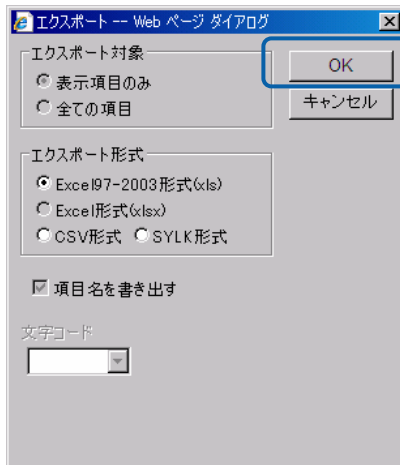 エクスポート -- Web ページ ダイアログ
エクスポート対象
表示項目のみ
全ての項目
OK
キャンセル
エクスポート形式
Excel97-2003形式(xls)
Excel形式(xlsx)
CSV形式 SYLK形式
項目名を書き出す
文字コード